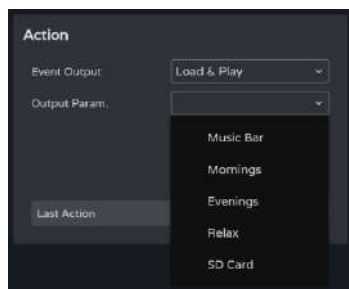 Action
Event Output
Load & Play
Output Param.
Music Bar
Mornings
Evenings
Relax
Last Action
SD Card